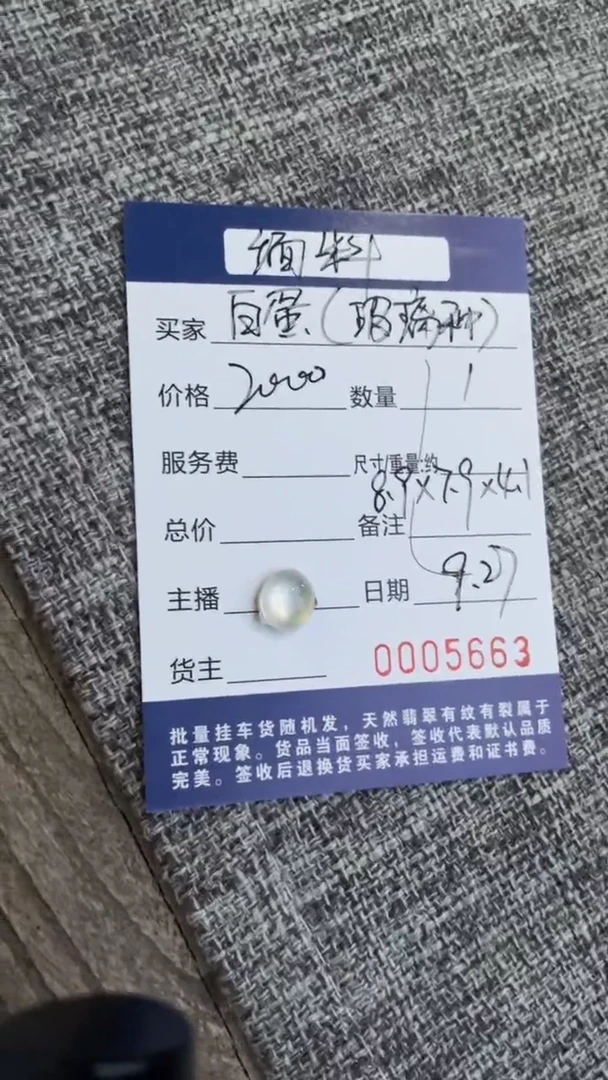 缅料
买家 白蛋(玻璃种)
价格 2000 数量 1
服务费 尺寸/重量:约
8.9×7.9×4.1
总价 备注
主播 日期 9.27
货主 0005663
批量挂车货随机发，天然翡翠有纹有裂属于
正常现象。货品当面签收，签收代表默认品质
完美。签收后退换货买家承担运费和证书费。